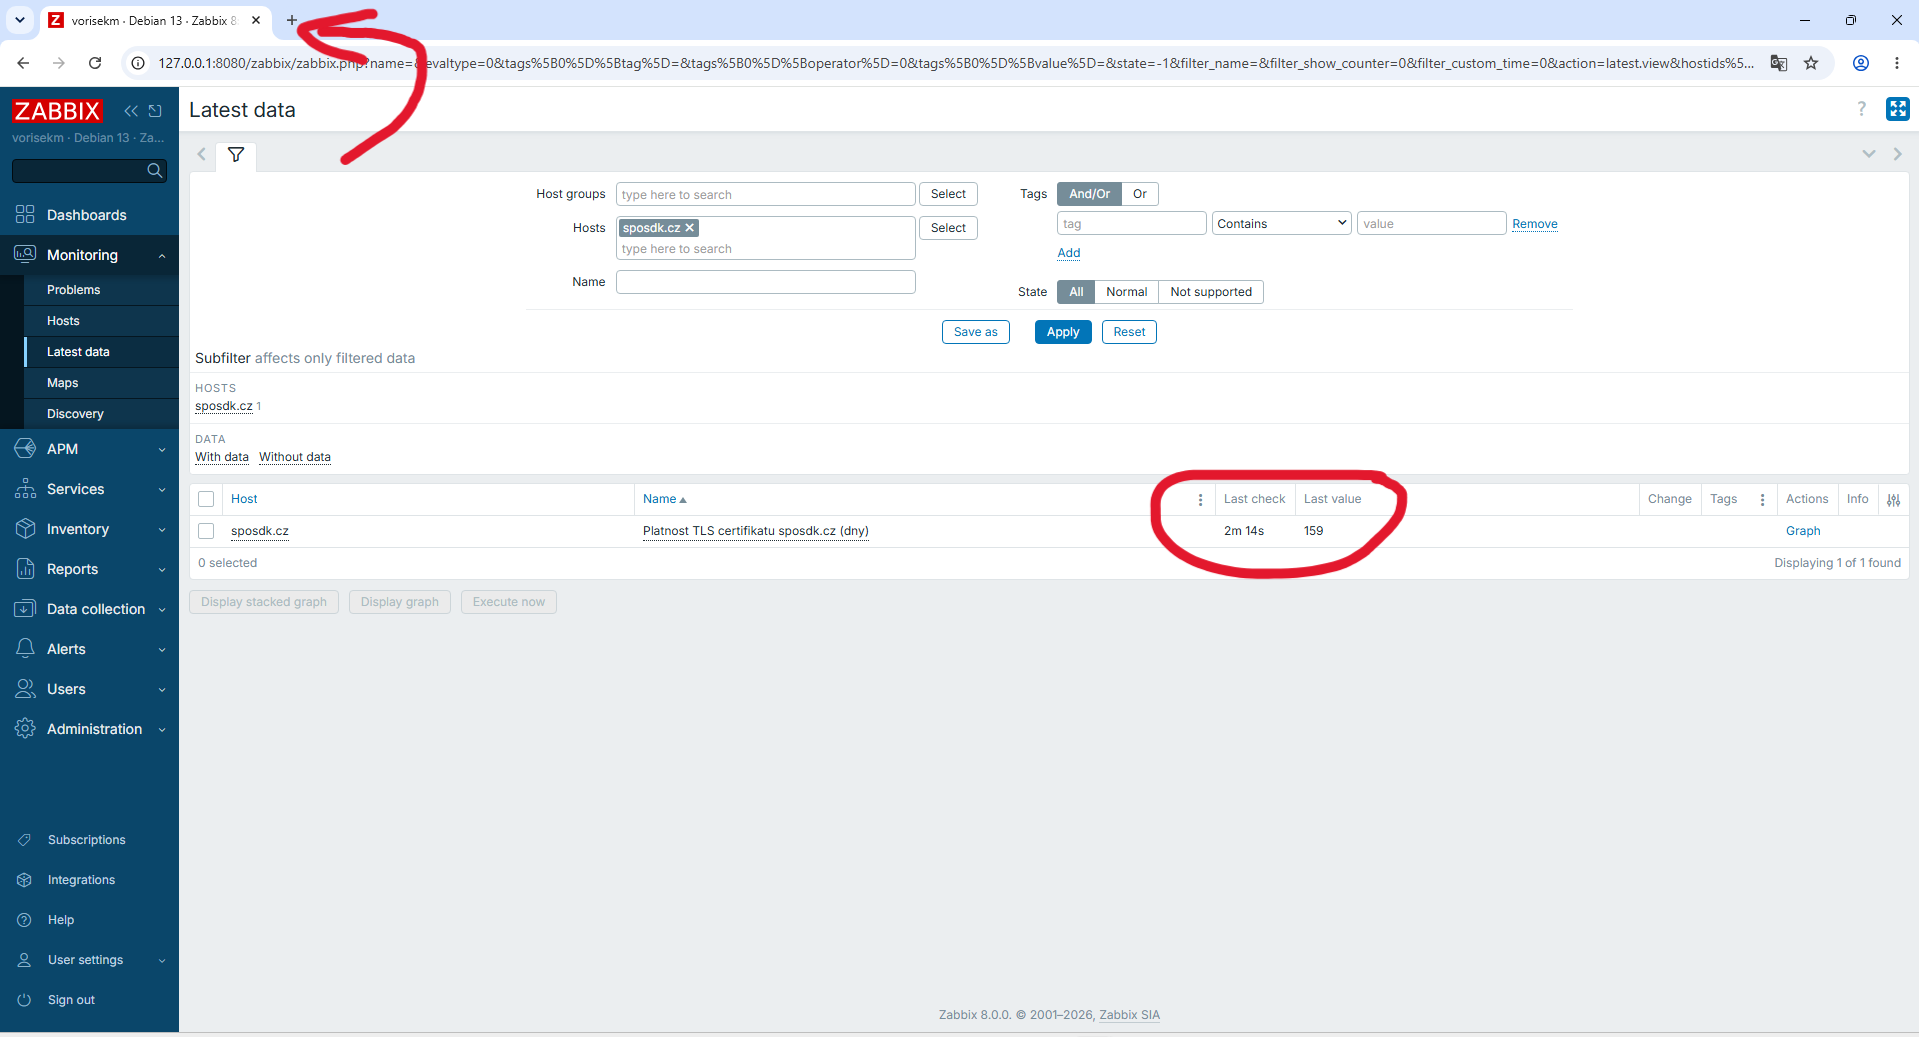 vorisekm · Debian 13 · Zabbix 8
127.0.0.1:8080/zabbix/zabbix.php?name=&evaltype=0&tags%5B0%5D%5Btag%5D=&tags%5B0%5D%5Boperator%5D=0&tags%5B0%5D%5Bvalue%5D=&state=-1&filter_name=&filter_show_counter=0&filter_custom_time=0&action=latest.view&hostids%5...
ZABBIX
vorisekm · Debian 13 · Za...
Dashboards
Monitoring
Problems
Hosts
Latest data
Maps
Discovery
APM
Services
Inventory
Reports
Data collection
Alerts
Users
Administration
Subscriptions
Integrations
Help
User settings
Sign out
Latest data
?
Host groups type here to search Select
Hosts sposdk.cz Select
type here to search
Name
Tags And/Or Or
tag Contains value Remove
Add
State All Normal Not supported
Save as Apply Reset
Subfilter affects only filtered data
HOSTS
sposdk.cz 1
DATA
With data Without data
Host Name Last check Last value Change Tags Actions Info
sposdk.cz Platnost TLS certifikatu sposdk.cz (dny) 2m 14s 159 Graph
0 selected Displaying 1 of 1 found
Display stacked graph Display graph Execute now
Zabbix 8.0.0. © 2001–2026, Zabbix SIA